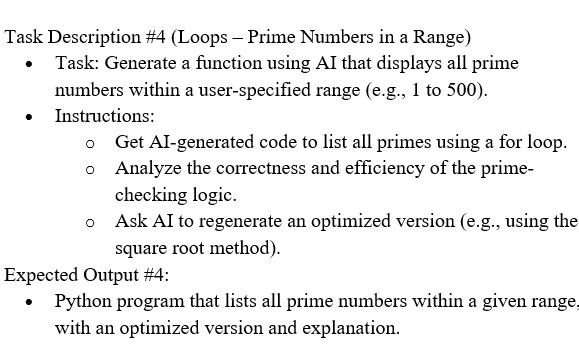 Task Description #4 (Loops – Prime Numbers in a Range)
• Task: Generate a function using AI that displays all prime
numbers within a user-specified range (e.g., 1 to 500).
• Instructions:
o Get AI-generated code to list all primes using a for loop.
o Analyze the correctness and efficiency of the prime-
checking logic.
o Ask AI to regenerate an optimized version (e.g., using the
square root method).
Expected Output #4:
• Python program that lists all prime numbers within a given range,
with an optimized version and explanation.